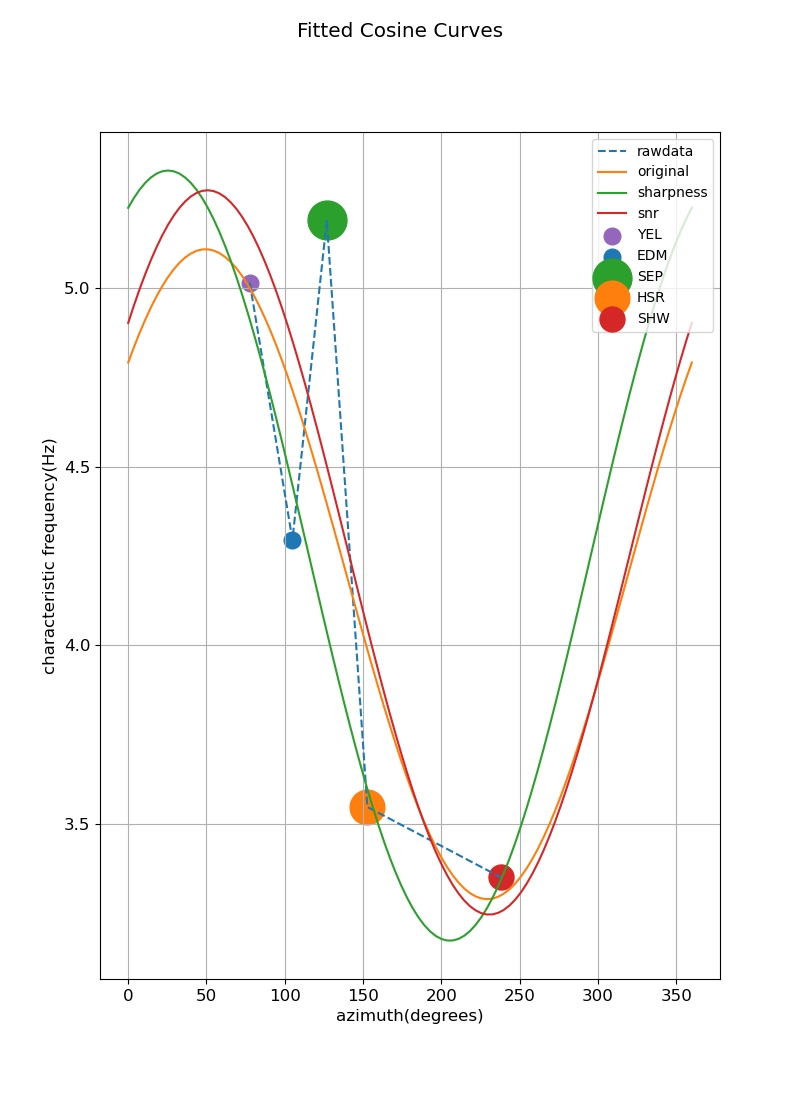 Fitted Cosine Curves
rawdata
original
sharpness
snr
YEL
EDM
SEP
HSR
SHW
5.0
4.5
4.0
3.5
characteristic frequency(Hz)
0 50 100 150 200 250 300 350
azimuth(degrees)